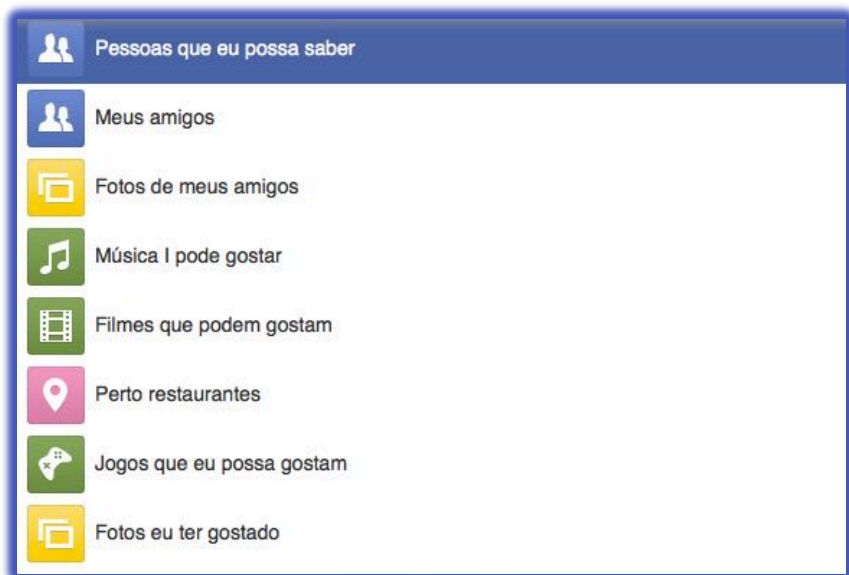 Pessoas que eu possa saber
Meus amigos
Fotos de meus amigos
Música I pode gostar
Filmes que podem gostam
Perto restaurantes
Jogos que eu possa gostam
Fotos eu ter gostado